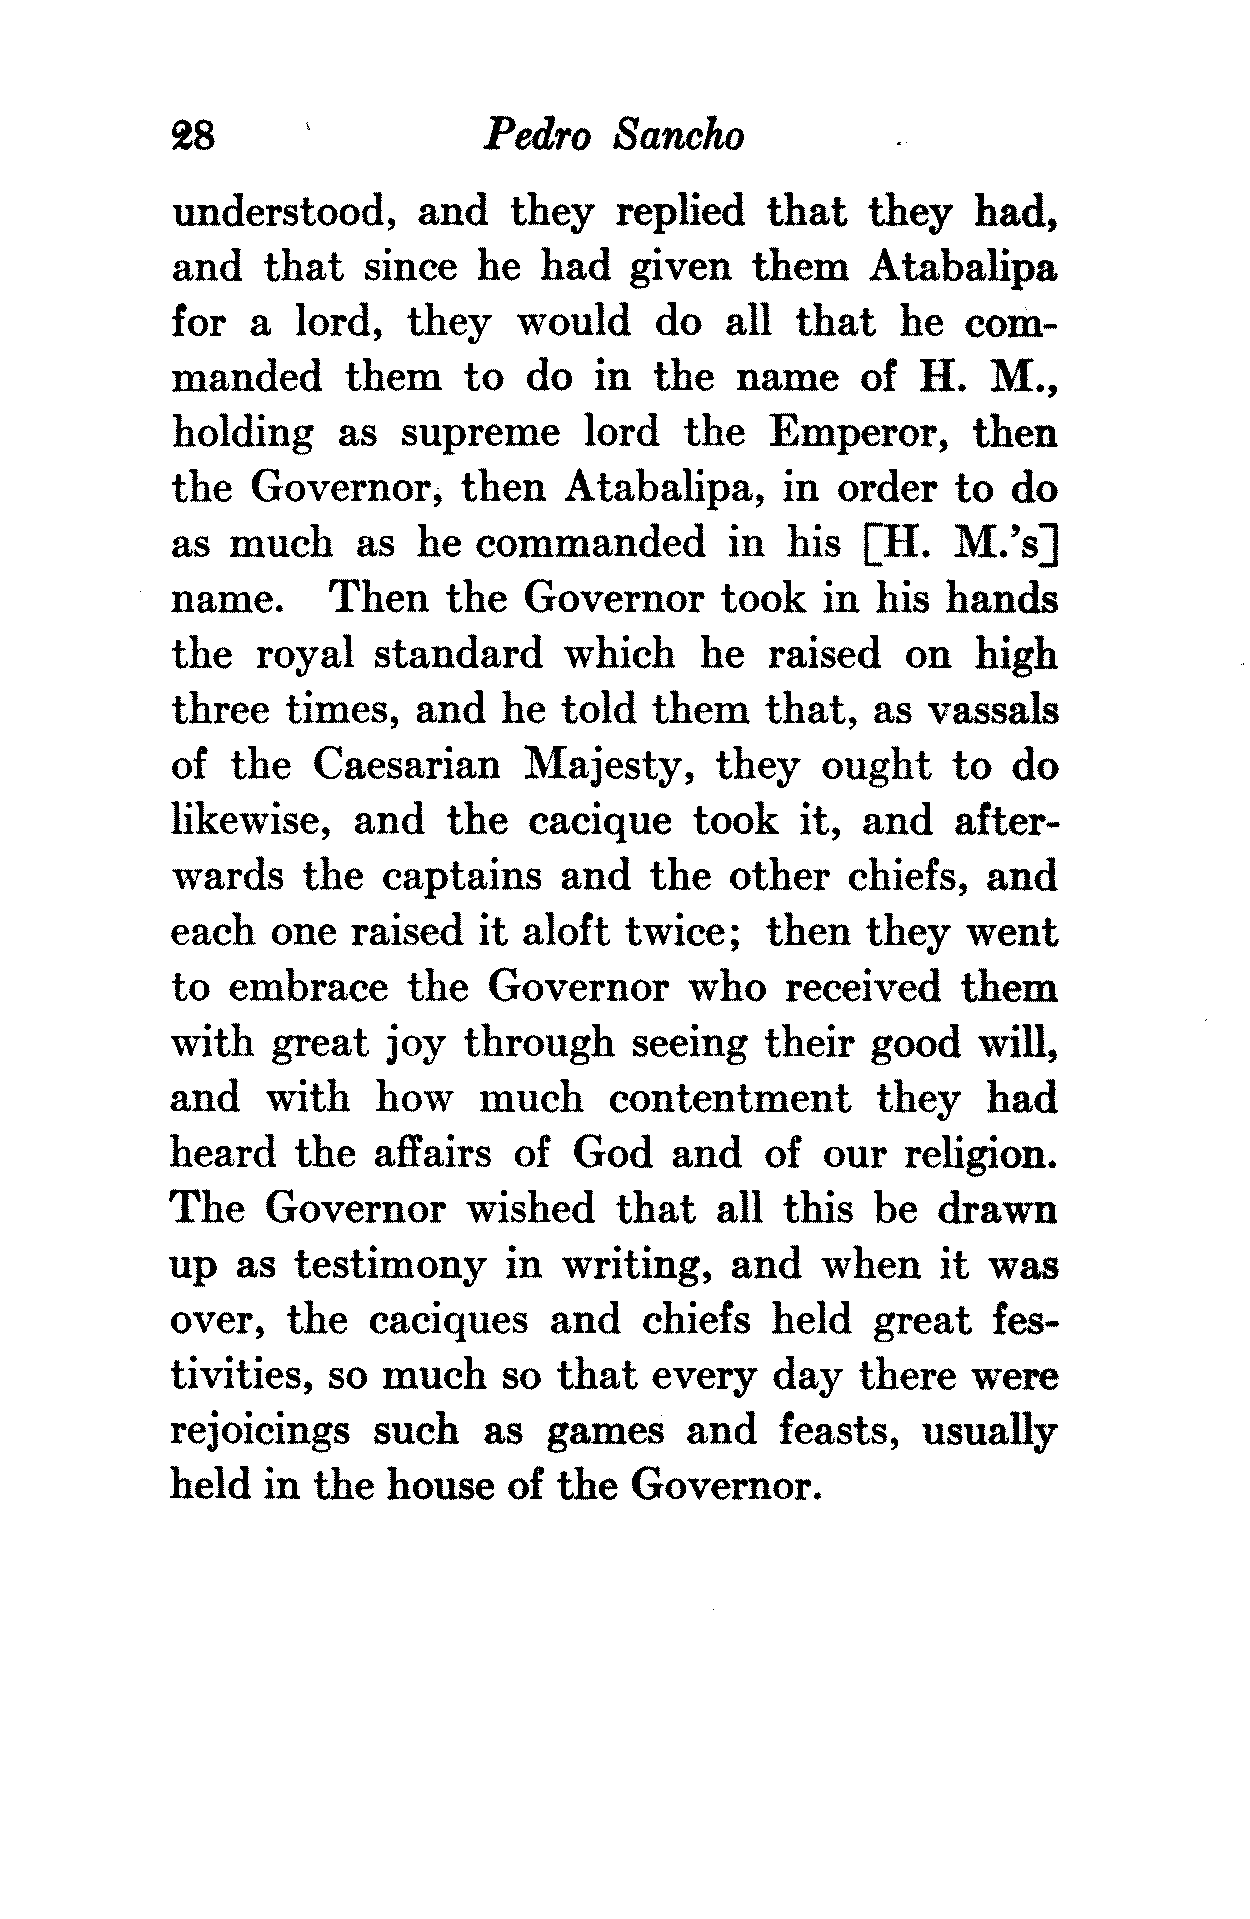 28 Pedro Sancho
understood, and they replied that they had,
and that since he had given them Atabalipa
for a lord, they would do all that he com-
manded them to do in the name of H. M.,
holding as supreme lord the Emperor, then
the Governor, then Atabalipa, in order to do
as much as he commanded in his [H. M.'s]
name. Then the Governor took in his hands
the royal standard which he raised on high
three times, and he told them that, as vassals
of the Caesarian Majesty, they ought to do
likewise, and the cacique took it, and after-
wards the captains and the other chiefs, and
each one raised it aloft twice; then they went
to embrace the Governor who received them
with great joy through seeing their good will,
and with how much contentment they had
heard the affairs of God and of our religion.
The Governor wished that all this be drawn
up as testimony in writing, and when it was
over, the caciques and chiefs held great fes-
tivities, so much so that every day there were
rejoicings such as games and feasts, usually
held in the house of the Governor.